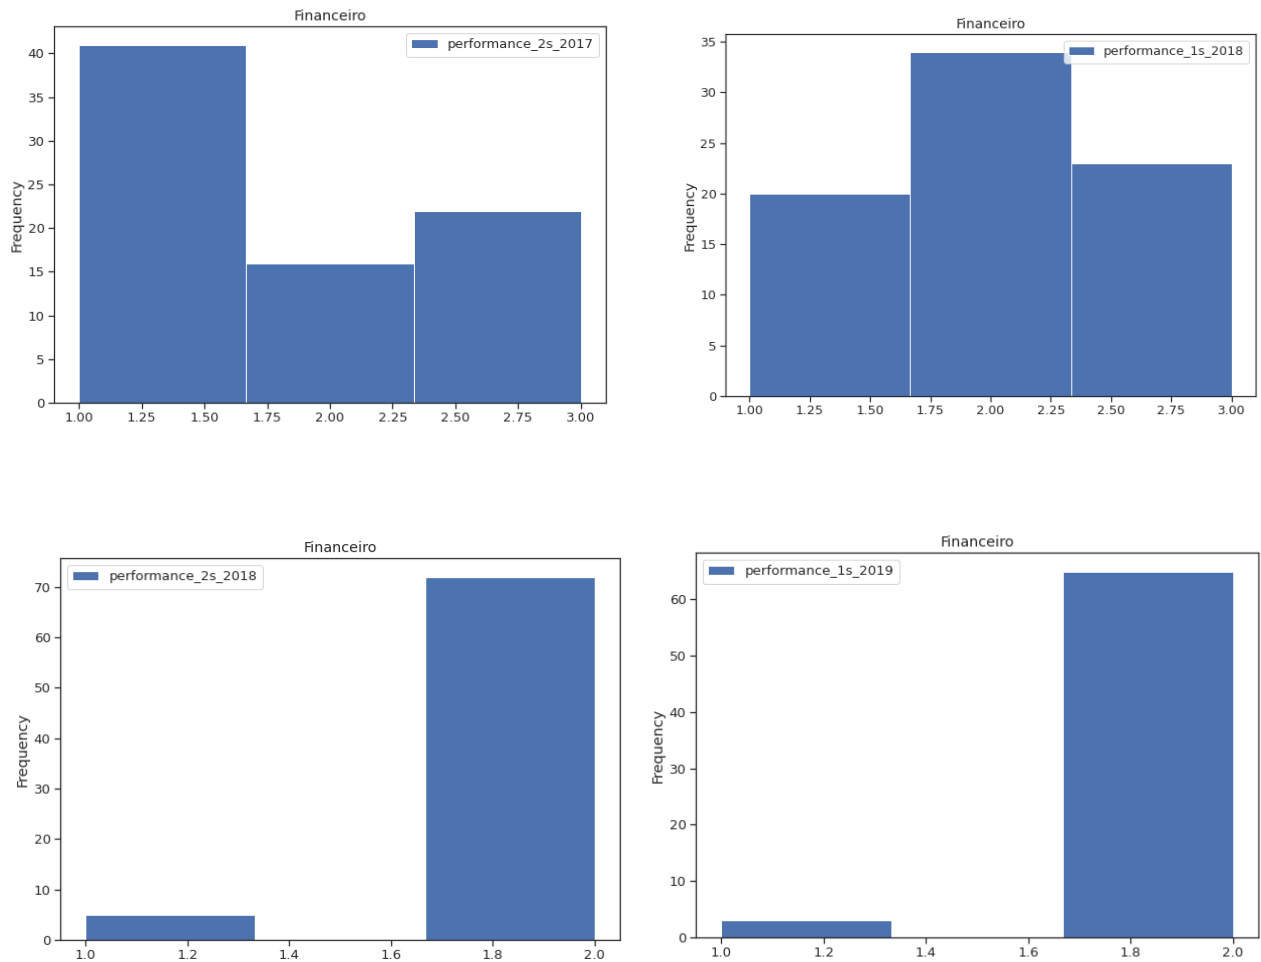 Financeiro
performance_2s_2017
Frequency
40
35
30
25
20
15
10
5
0
1.00 1.25 1.50 1.75 2.00 2.25 2.50 2.75 3.00
Financeiro
performance_1s_2018
Frequency
35
30
25
20
15
10
5
0
1.00 1.25 1.50 1.75 2.00 2.25 2.50 2.75 3.00
Financeiro
performance_2s_2018
Frequency
70
60
50
40
30
20
10
0
1.0 1.2 1.4 1.6 1.8 2.0
Financeiro
performance_1s_2019
Frequency
60
50
40
30
20
10
0
1.0 1.2 1.4 1.6 1.8 2.0